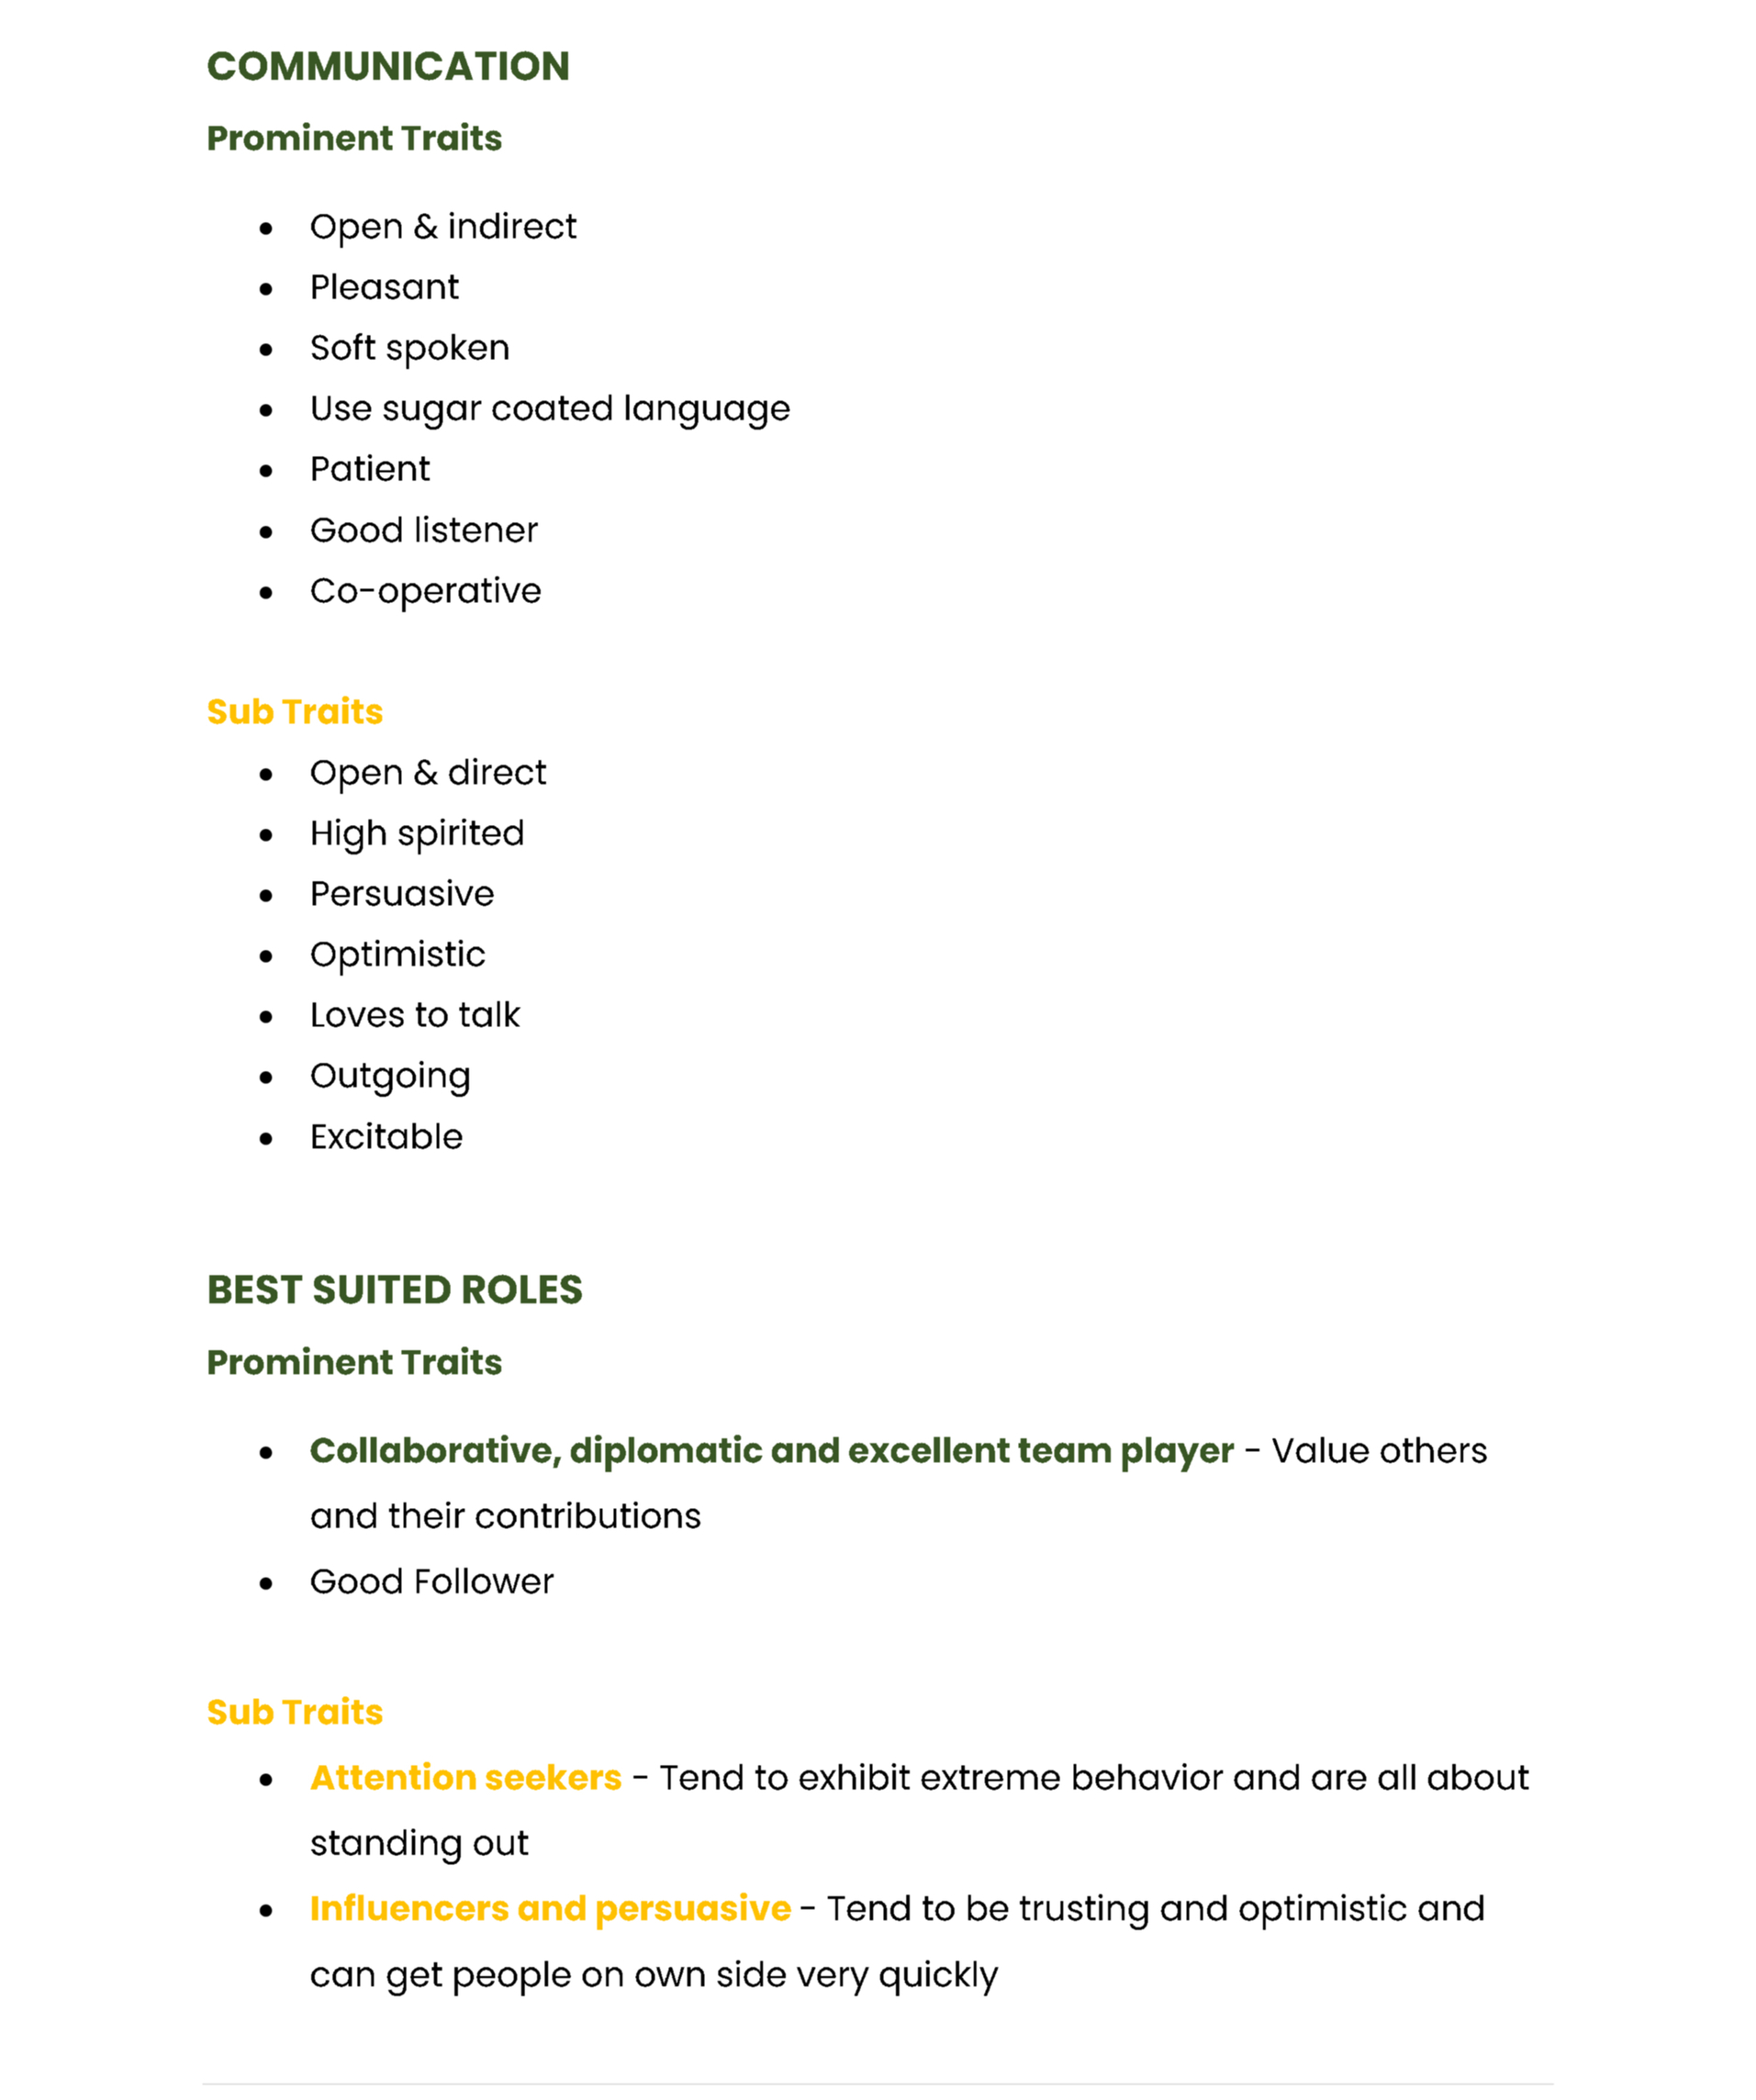 COMMUNICATION
Prominent Traits
• Open & indirect
• Pleasant
• Soft spoken
• Use sugar coated language
• Patient
• Good listener
• Co-operative
Sub Traits
• Open & direct
• High spirited
• Persuasive
• Optimistic
• Loves to talk
• Outgoing
• Excitable
BEST SUITED ROLES
Prominent Traits
• Collaborative, diplomatic and excellent team player - Value others
and their contributions
• Good Follower
Sub Traits
• Attention seekers - Tend to exhibit extreme behavior and are all about
standing out
• Influencers and persuasive - Tend to be trusting and optimistic and
can get people on own side very quickly